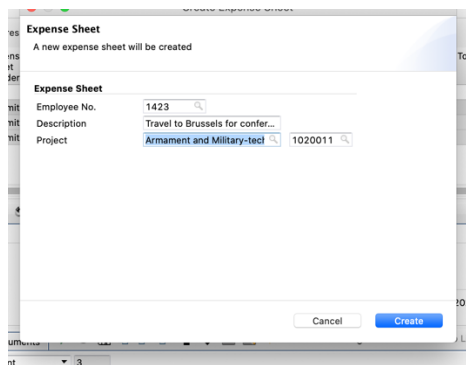 Create Expense Sheet
Expense Sheet
A new expense sheet will be created
Expense Sheet
Employee No. 1423
Description Travel to Brussels for confer...
Project Armament and Military-tech 1020011
Cancel Create
3